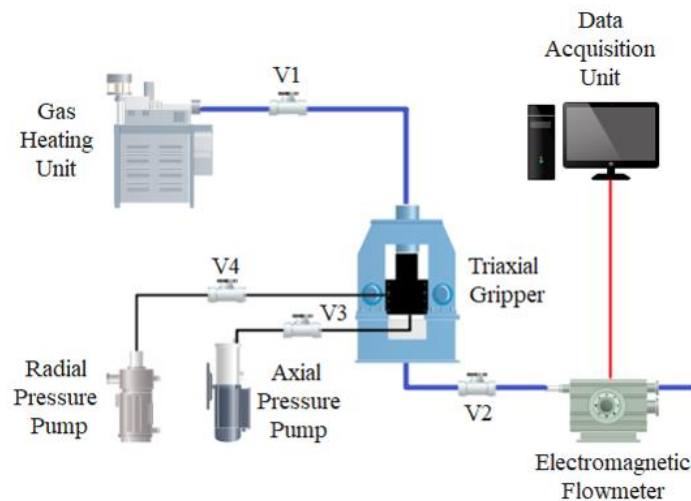 Data
Acquisition
Unit
V1
Gas
Heating
Unit
V4
Triaxial
Gripper
V3
Radial
Pressure
Pump
Axial
Pressure
Pump
V2
Electromagnetic
Flowmeter